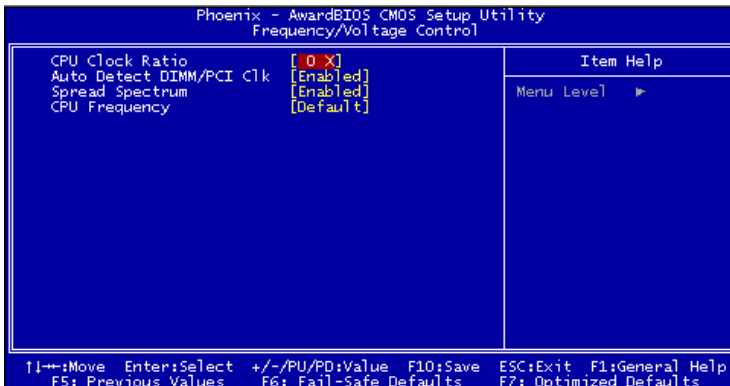 Phoenix - AwardBIOS CMOS Setup Utility
Frequency/Voltage Control
CPU Clock Ratio [ 0 X]
Auto Detect DIMM/PCI Clk [Enabled]
Spread Spectrum [Enabled]
CPU Frequency [Default]
Item Help
Menu Level ►
↑↓→←:Move Enter:Select +/-/PU/PD:Value F10:Save ESC:Exit F1:General Help
F5: Previous Values F6: Fail-Safe Defaults F7: Optimized Defaults